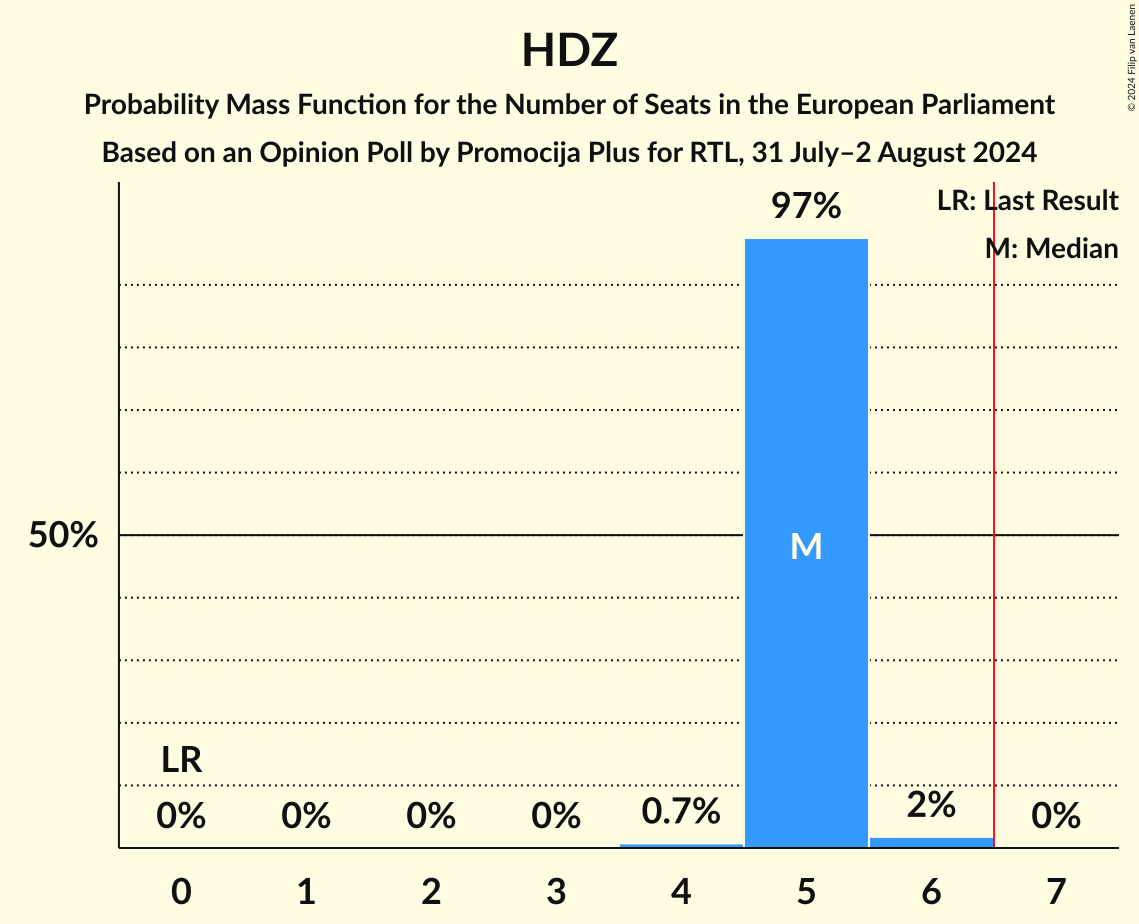 HDZ
Probability Mass Function for the Number of Seats in the European Parliament
Based on an Opinion Poll by Promocija Plus for RTL, 31 July–2 August 2024
© 2024 Filip van Laenen
LR: Last Result
M: Median
97%
50%
M
LR
0%
0%
0%
0%
0.7%
2%
0%
0
1
2
3
4
5
6
7